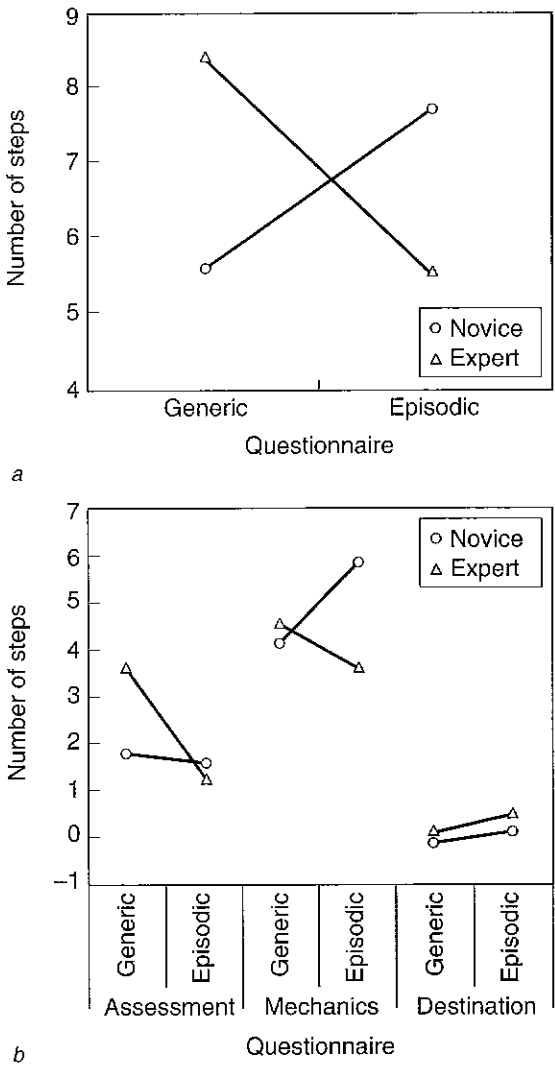 9
8
7
6
5
4
Number of steps
Novice
Expert
Generic Episodic
Questionnaire
a
7
6
5
4
3
2
1
0
–1
Number of steps
Novice
Expert
Generic Episodic Generic Episodic Generic Episodic
Assessment Mechanics Destination
Questionnaire
b